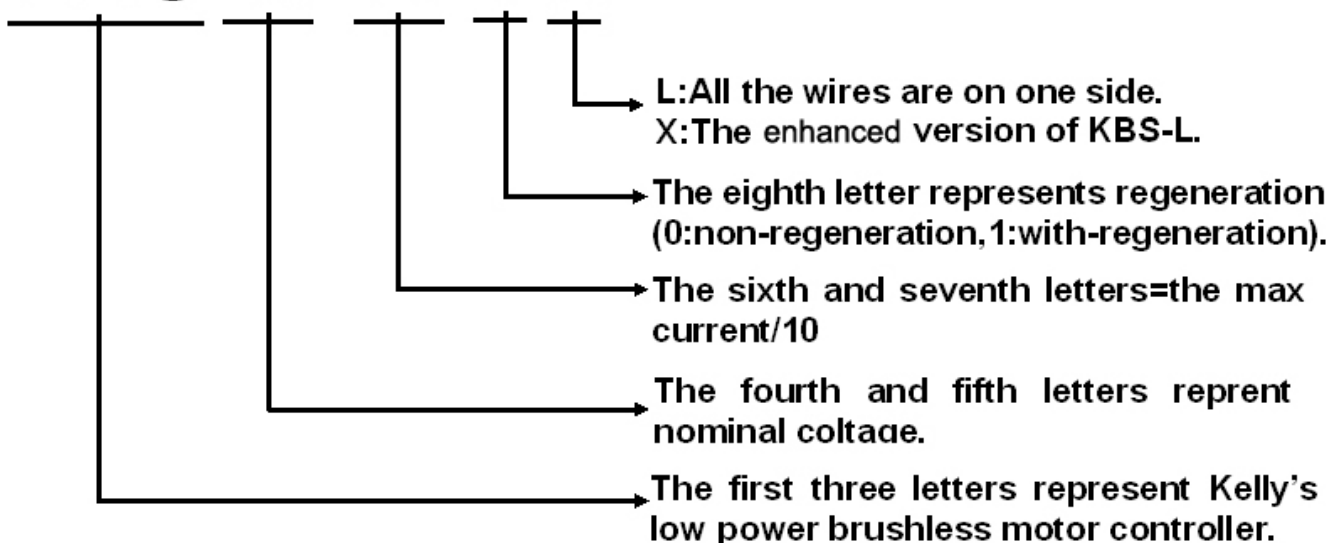 L:All the wires are on one side.
X:The enhanced version of KBS-L.
The eighth letter represents regeneration
(0:non-regeneration,1:with-regeneration).
The sixth and seventh letters=the max
current/10
The fourth and fifth letters reprent
nominal coltage.
The first three letters represent Kelly's
low power brushless motor controller.